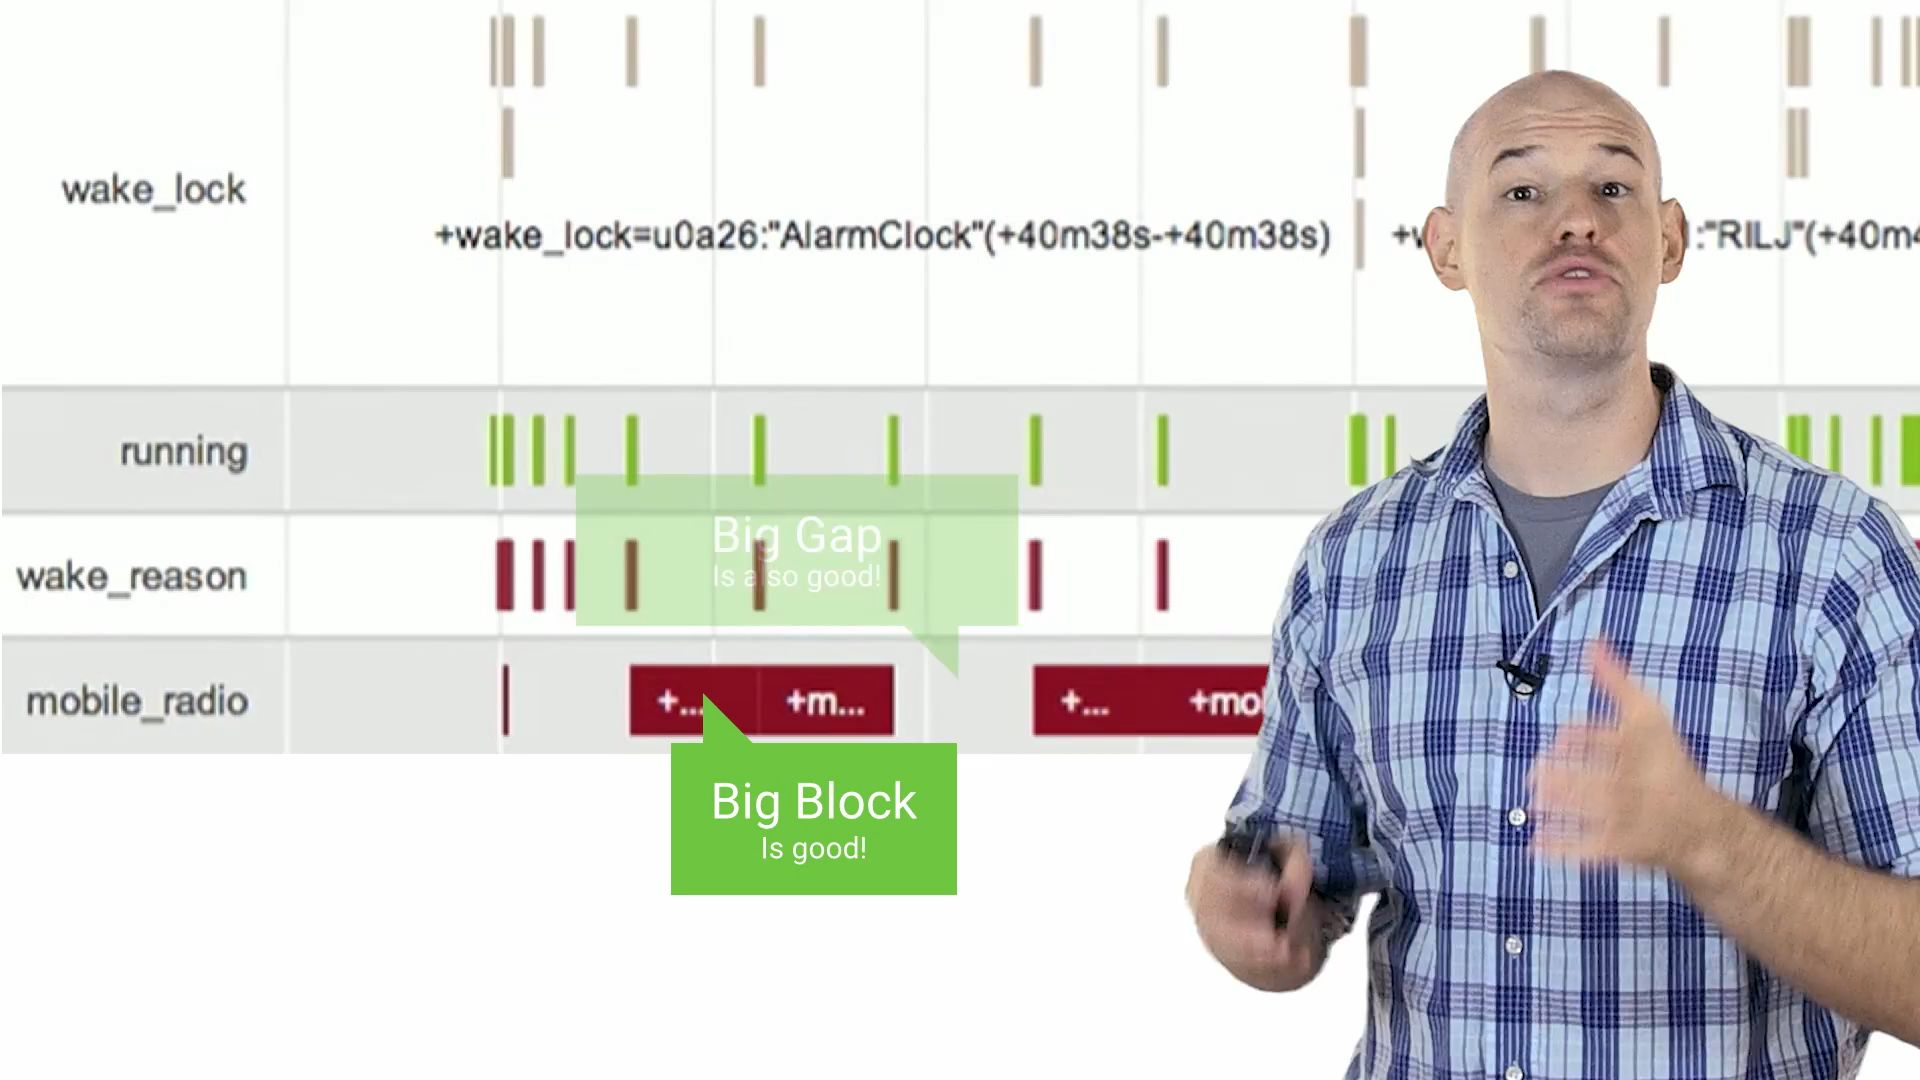 wake_lock
+wake_lock=u0a26:"AlarmClock"(+40m38s-+40m38s)
:"RILJ"(+40m4
running
Big Gap
Is also good!
wake_reason
mobile_radio
+...
+m...
+...
+mo
Big Block
Is good!